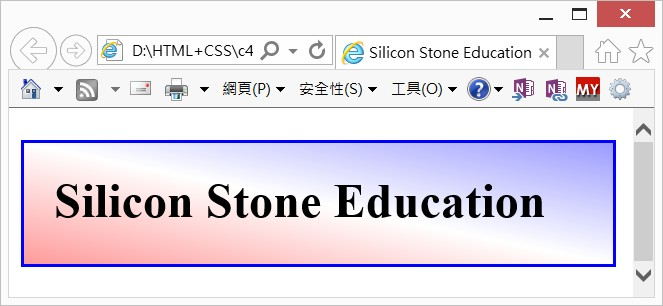 D:\HTML+CSS\c4
Silicon Stone Education
網頁(P) 安全性(S) 工具(O) ? N N MY
Silicon Stone Education